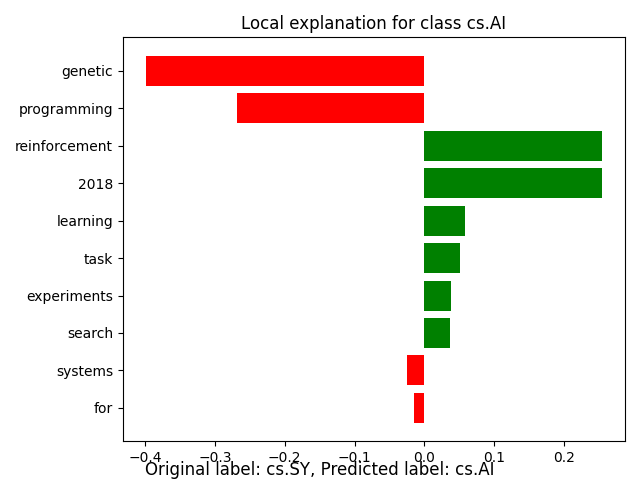 Local explanation for class cs.AI
genetic
programming
reinforcement
2018
learning
task
experiments
search
systems
for
−0.4 −0.3 −0.2 −0.1 0.0 0.1 0.2
Original label: cs.SY, Predicted label: cs.AI